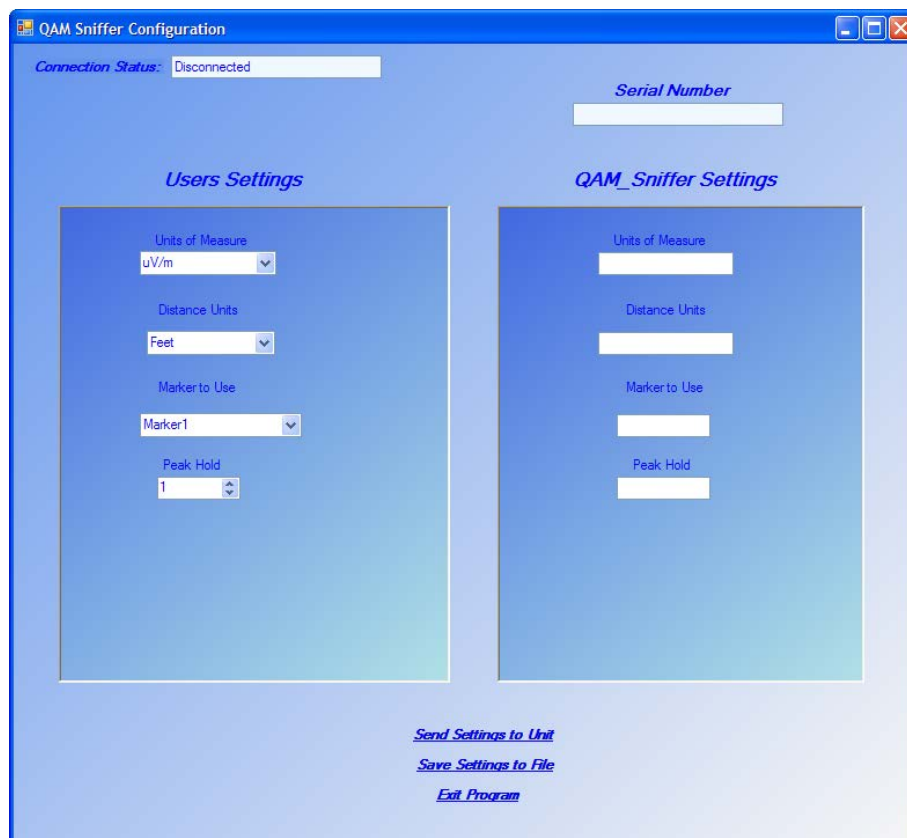 QAM Sniffer Configuration
Connection Status: Disconnected
Serial Number
Users Settings
Units of Measure
uV/m
Distance Units
Feet
Marker to Use
Marker1
Peak Hold
1
QAM_Sniffer Settings
Units of Measure
Distance Units
Marker to Use
Peak Hold
Send Settings to Unit
Save Settings to File
Exit Program